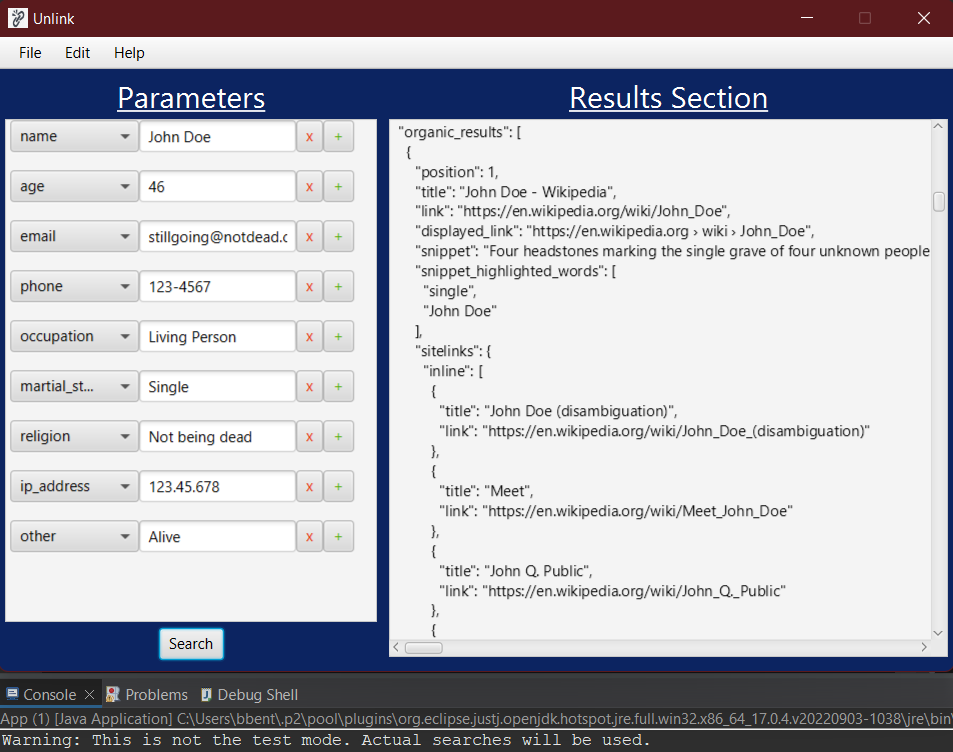 Unlink
File Edit Help
Parameters
name John Doe x +
age 46 x +
email stillgoing@notdead.c x +
phone 123-4567 x +
occupation Living Person x +
martial_st... Single x +
religion Not being dead x +
ip_address 123.45.678 x +
other Alive x +
Search
Results Section
"organic_results": [
{
"position": 1,
"title": "John Doe - Wikipedia",
"link": "https://en.wikipedia.org/wiki/John_Doe",
"displayed_link": "https://en.wikipedia.org › wiki › John_Doe",
"snippet": "Four headstones marking the single grave of four unknown people
"snippet_highlighted_words": [
"single",
"John Doe"
],
"sitelinks": {
"inline": [
{
"title": "John Doe (disambiguation)",
"link": "https://en.wikipedia.org/wiki/John_Doe_(disambiguation)"
},
{
"title": "Meet",
"link": "https://en.wikipedia.org/wiki/Meet_John_Doe"
},
{
"title": "John Q. Public",
"link": "https://en.wikipedia.org/wiki/John_Q._Public"
},
{
Console Problems Debug Shell
App (1) [Java Application] C:\Users\bbent\.p2\pool\plugins\org.eclipse.justj.openjdk.hotspot.jre.full.win32.x86_64_17.0.4.v20220903-1038\jre\bin\
Warning: This is not the test mode. Actual searches will be used.